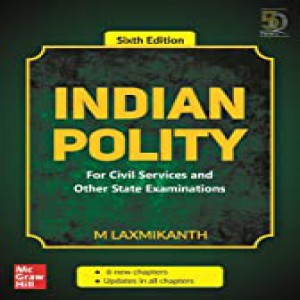 Sixth Edition
INDIAN
POLITY
For Civil Services and
Other State Examinations
M LAXMIKANTH
Mc
Graw
Hill
• 8 new chapters
• Updates in all chapters